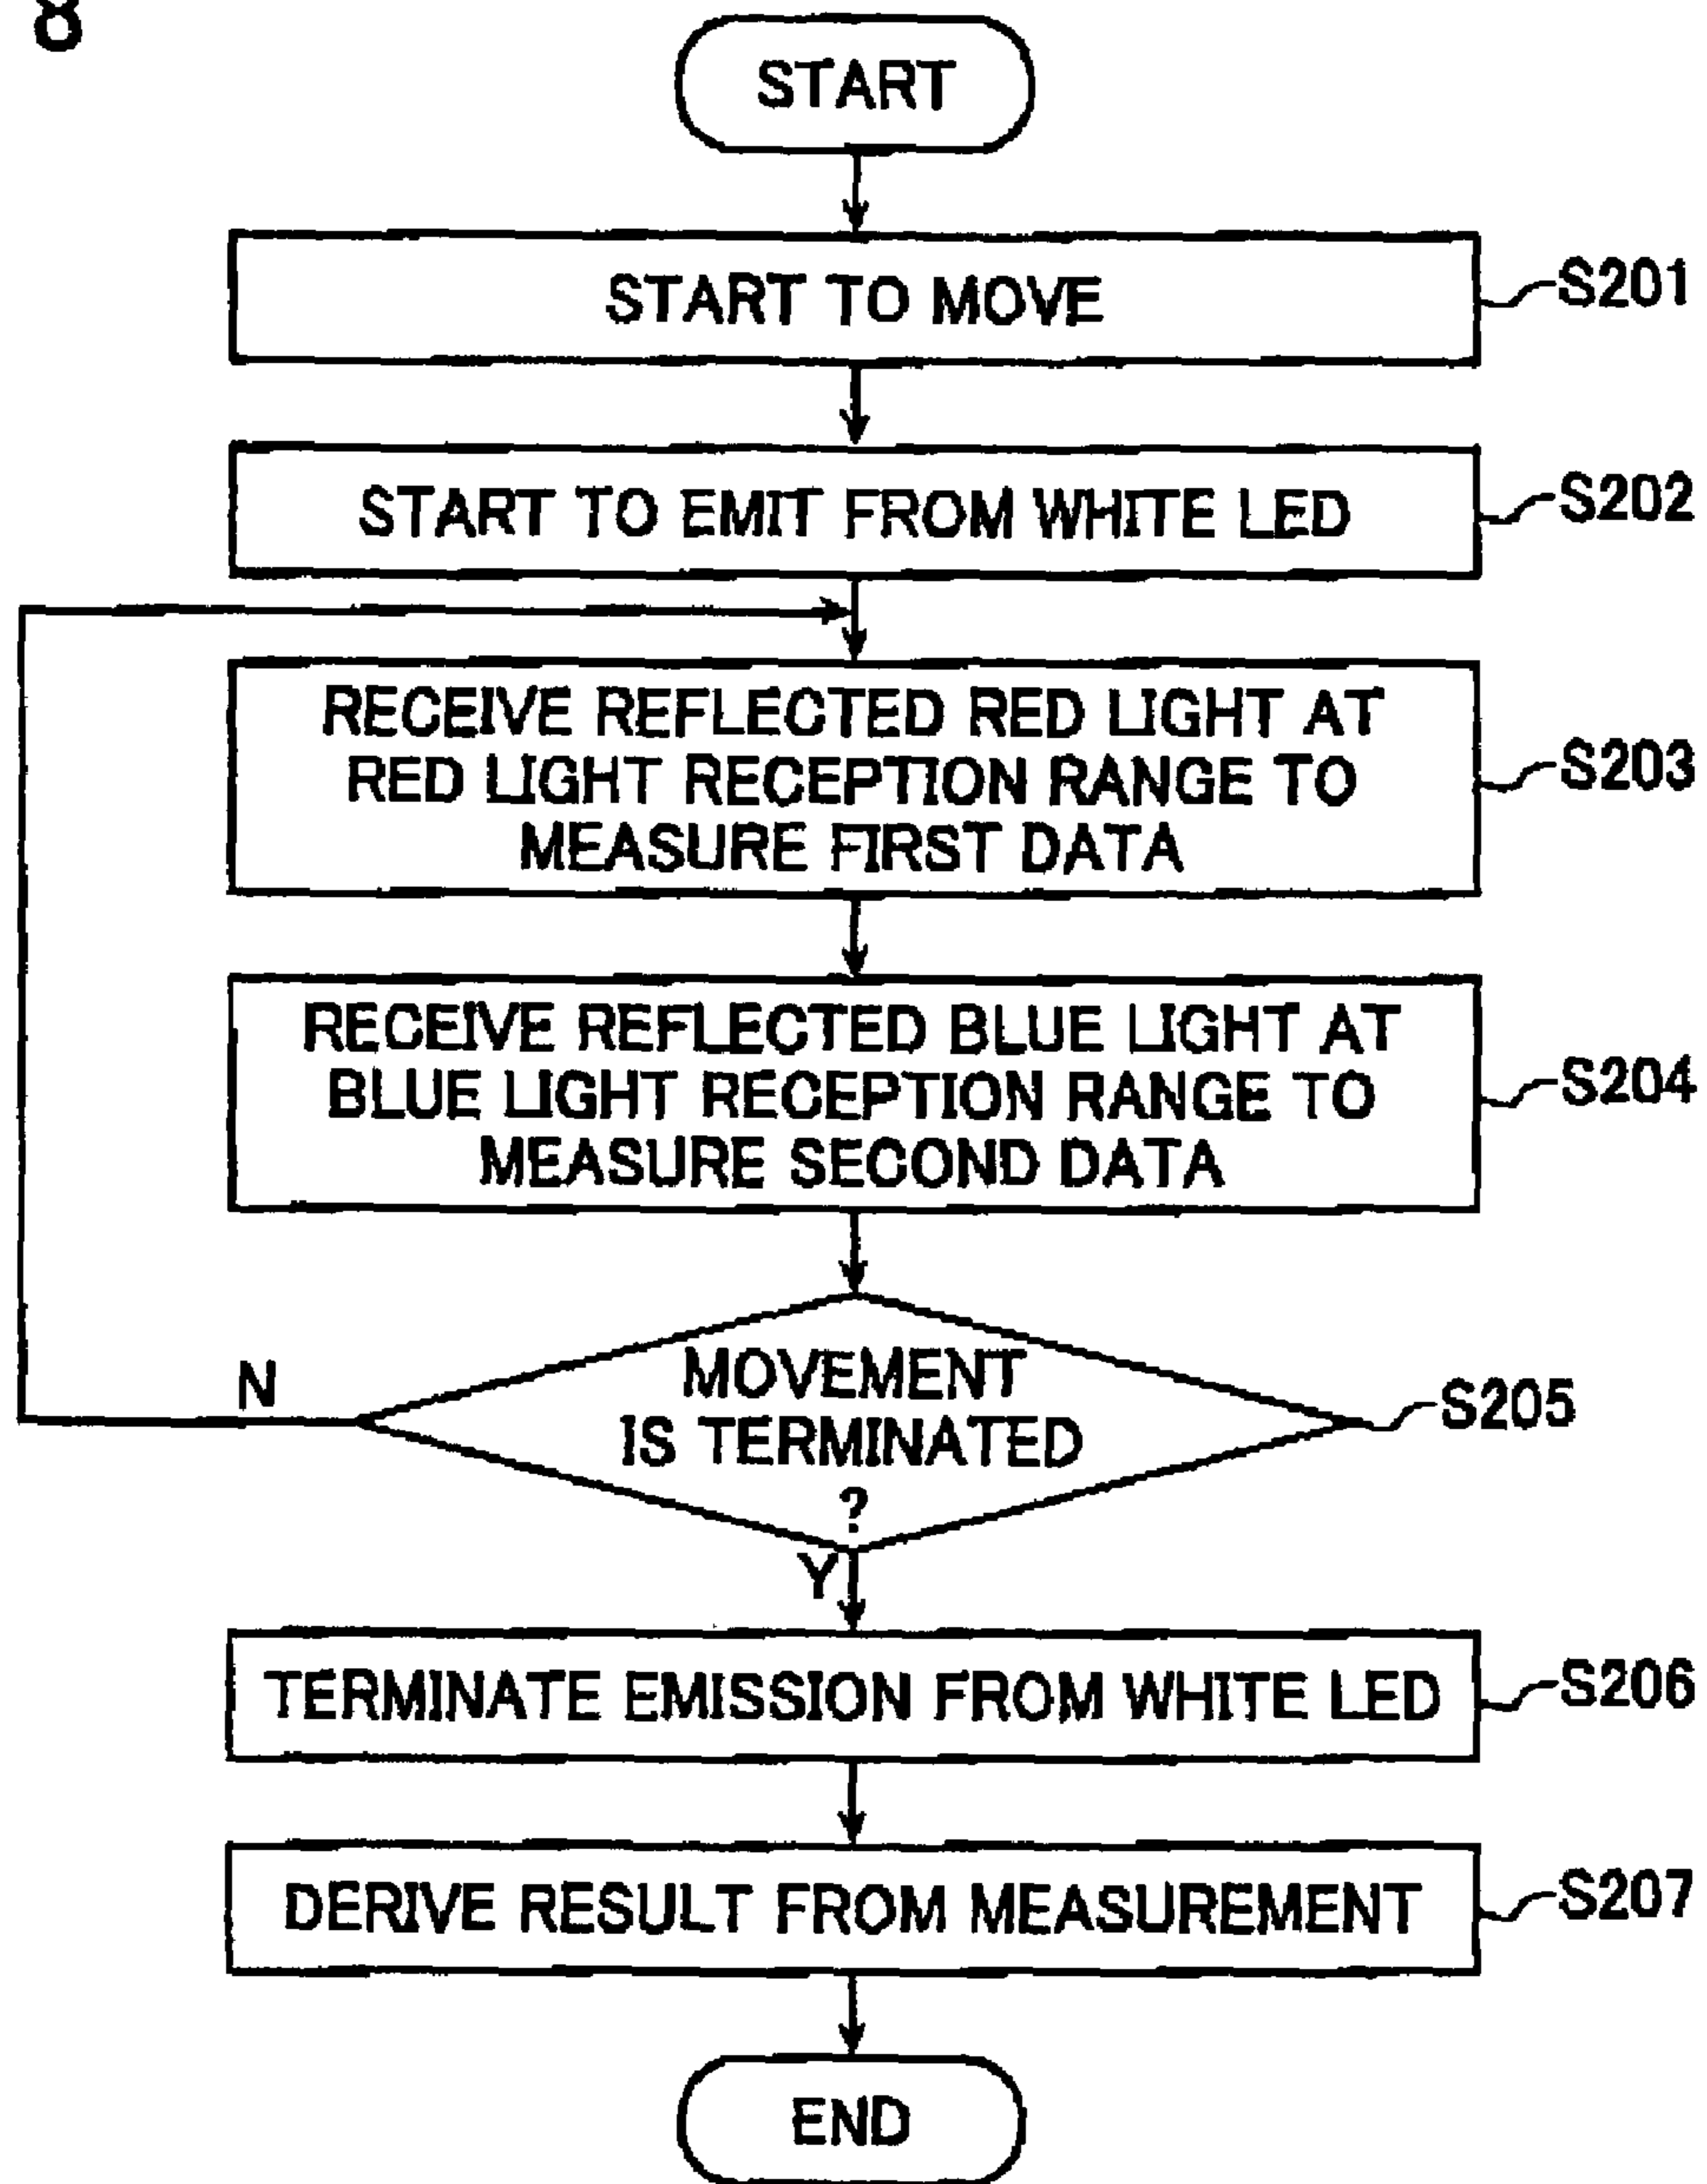 8
START
START TO MOVE
S201
START TO EMIT FROM WHITE LED
S202
RECEIVE REFLECTED RED LIGHT AT
RED LIGHT RECEPTION RANGE TO
MEASURE FIRST DATA
S203
RECEIVE REFLECTED BLUE LIGHT AT
BLUE LIGHT RECEPTION RANGE TO
MEASURE SECOND DATA
S204
N
MOVEMENT
IS TERMINATED
?
S205
Y
TERMINATE EMISSION FROM WHITE LED
S206
DERIVE RESULT FROM MEASUREMENT
S207
END